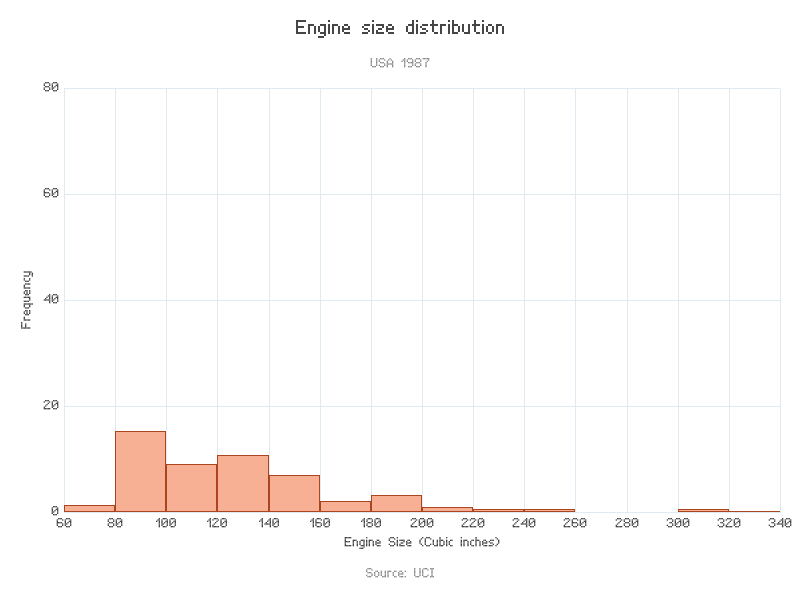 Engine size distribution
USA 1987
80
60
40
20
0
Frequency
60 80 100 120 140 160 180 200 220 240 260 280 300 320 340
Engine Size (Cubic inches)
Source: UCI